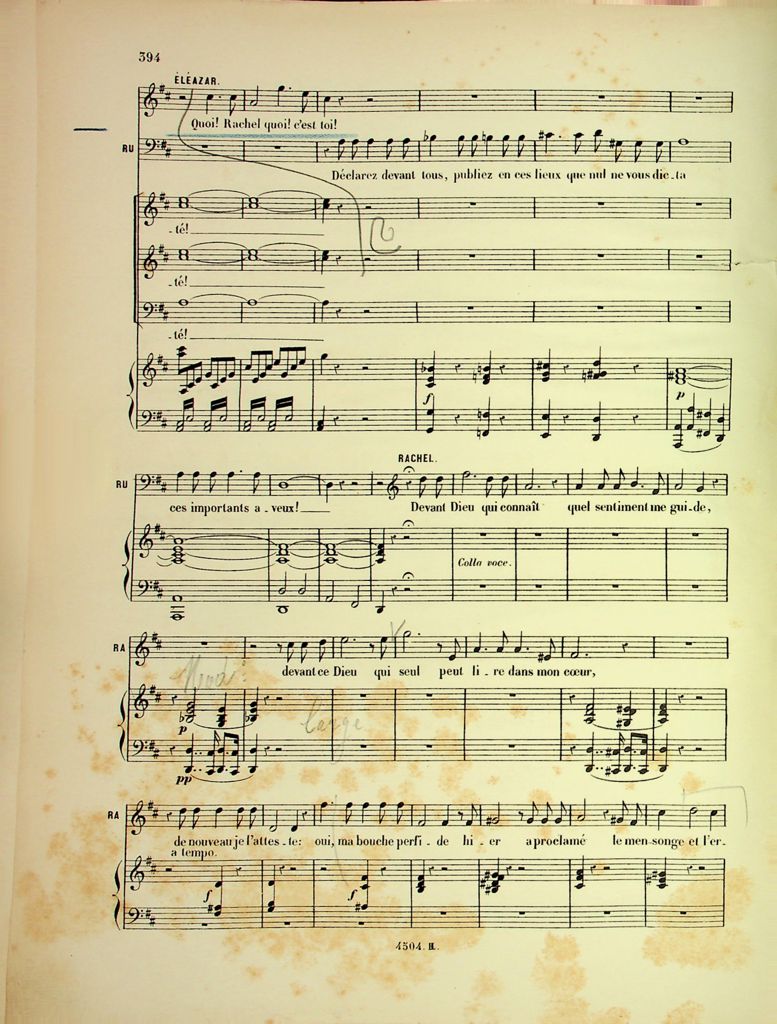 394
ÉLÉAZAR.
Quoi! Rachel quoi! c'est toi!
RU
Déclarez devant tous, publiez en ces lieux que nul ne vous dic_ta
_té!
_té!
_té!
f
p
RACHEL.
RU
ces importants a_veux! Devant Dieu qui connaît quel sentiment me gui_de,
Colla voce.
RA
devant ce Dieu qui seul peut li_re dans mon cœur,
p
large
pp
RA
de nouveau je l'attes_te: oui, ma bouche perfi_de hi_er a proclamé le men_songe et l'er_
a tempo.
f f
4504. H.